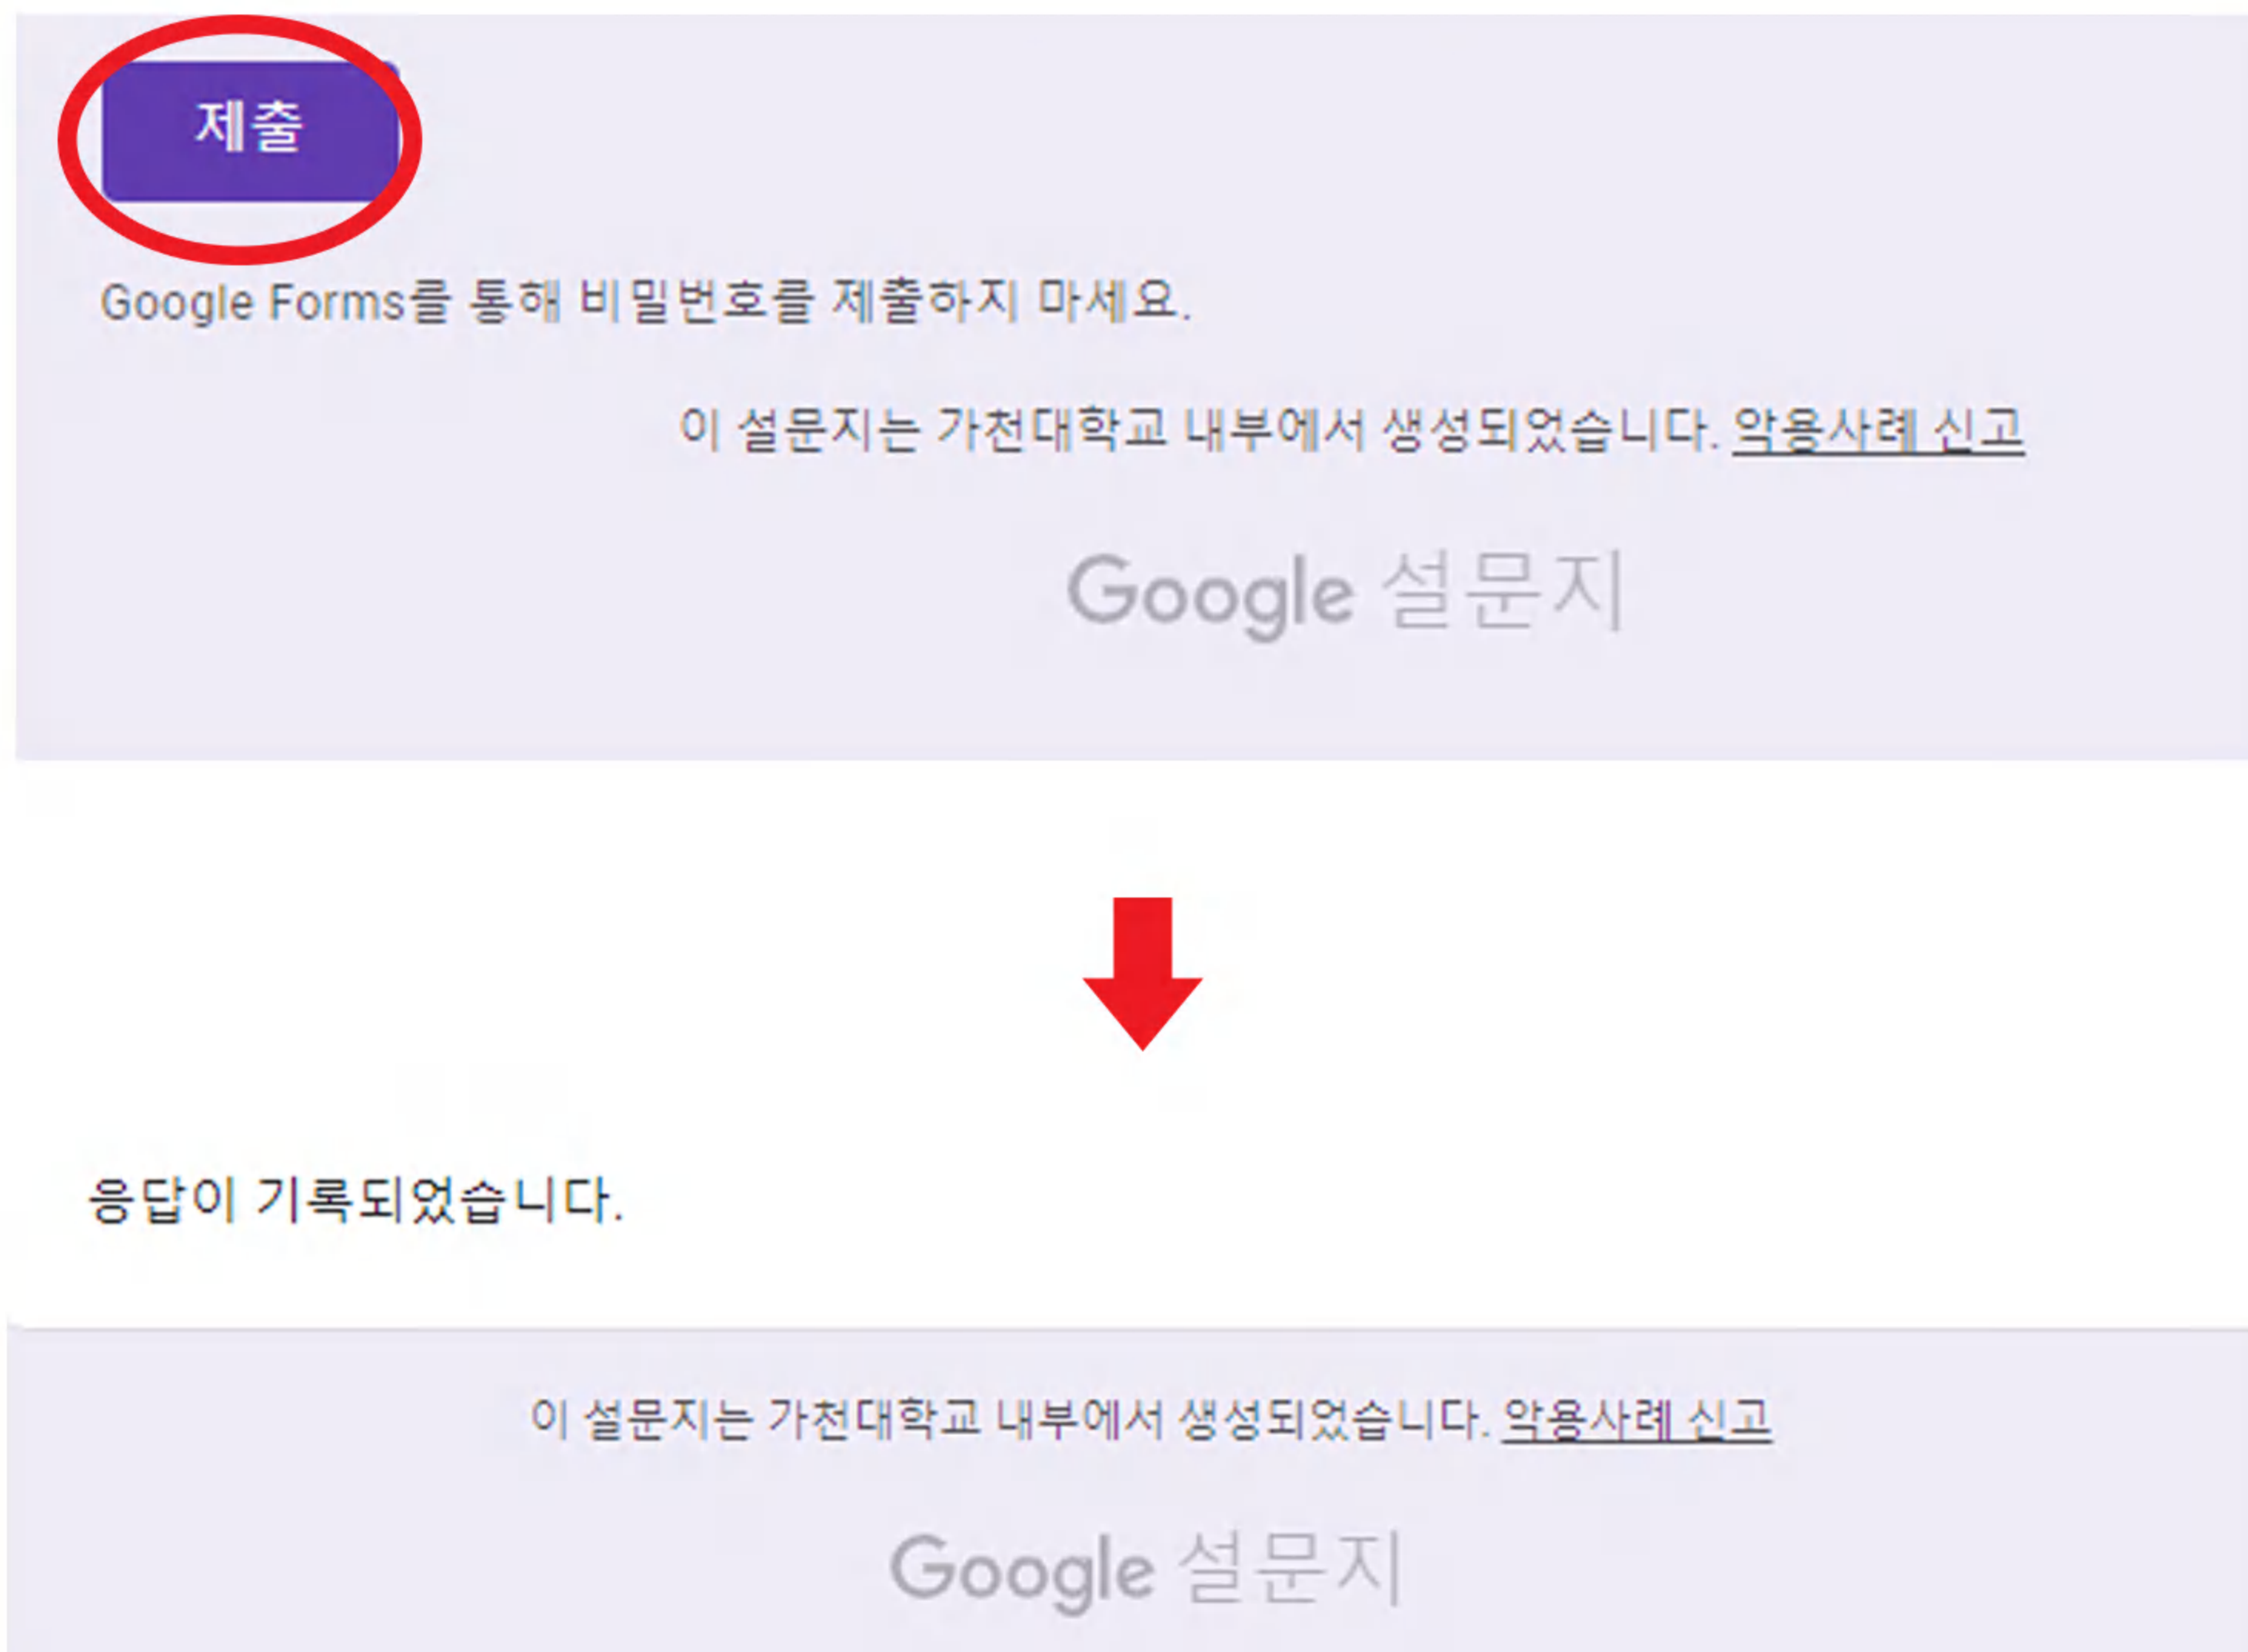 제출
Google Forms를 통해 비밀번호를 제출하지 마세요.
이 설문지는 가천대학교 내부에서 생성되었습니다. 악용사례 신고
Google 설문지
응답이 기록되었습니다.
이 설문지는 가천대학교 내부에서 생성되었습니다. 악용사례 신고
Google 설문지